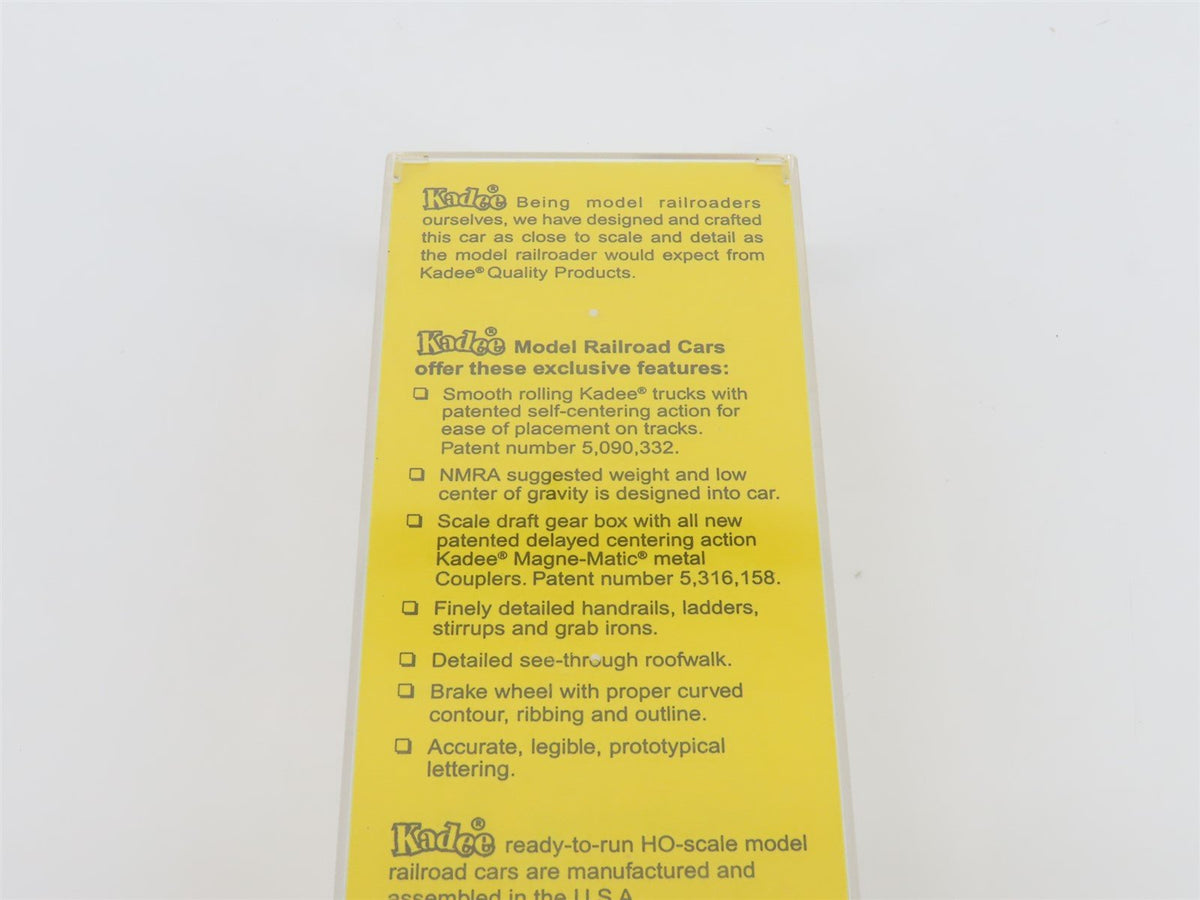 Kadee® Being model railroaders
ourselves, we have designed and crafted
this car as close to scale and detail as
the model railroader would expect from
Kadee® Quality Products.
Kadee® Model Railroad Cars
offer these exclusive features:
❏ Smooth rolling Kadee® trucks with
patented self-centering action for
ease of placement on tracks.
Patent number 5,090,332.
❏ NMRA suggested weight and low
center of gravity is designed into car.
❏ Scale draft gear box with all new
patented delayed centering action
Kadee® Magne-Matic® metal
Couplers. Patent number 5,316,158.
❏ Finely detailed handrails, ladders,
stirrups and grab irons.
❏ Detailed see-through roofwalk.
❏ Brake wheel with proper curved
contour, ribbing and outline.
❏ Accurate, legible, prototypical
lettering.
Kadee® ready-to-run HO-scale model
railroad cars are manufactured and
assembled in the U.S.A.